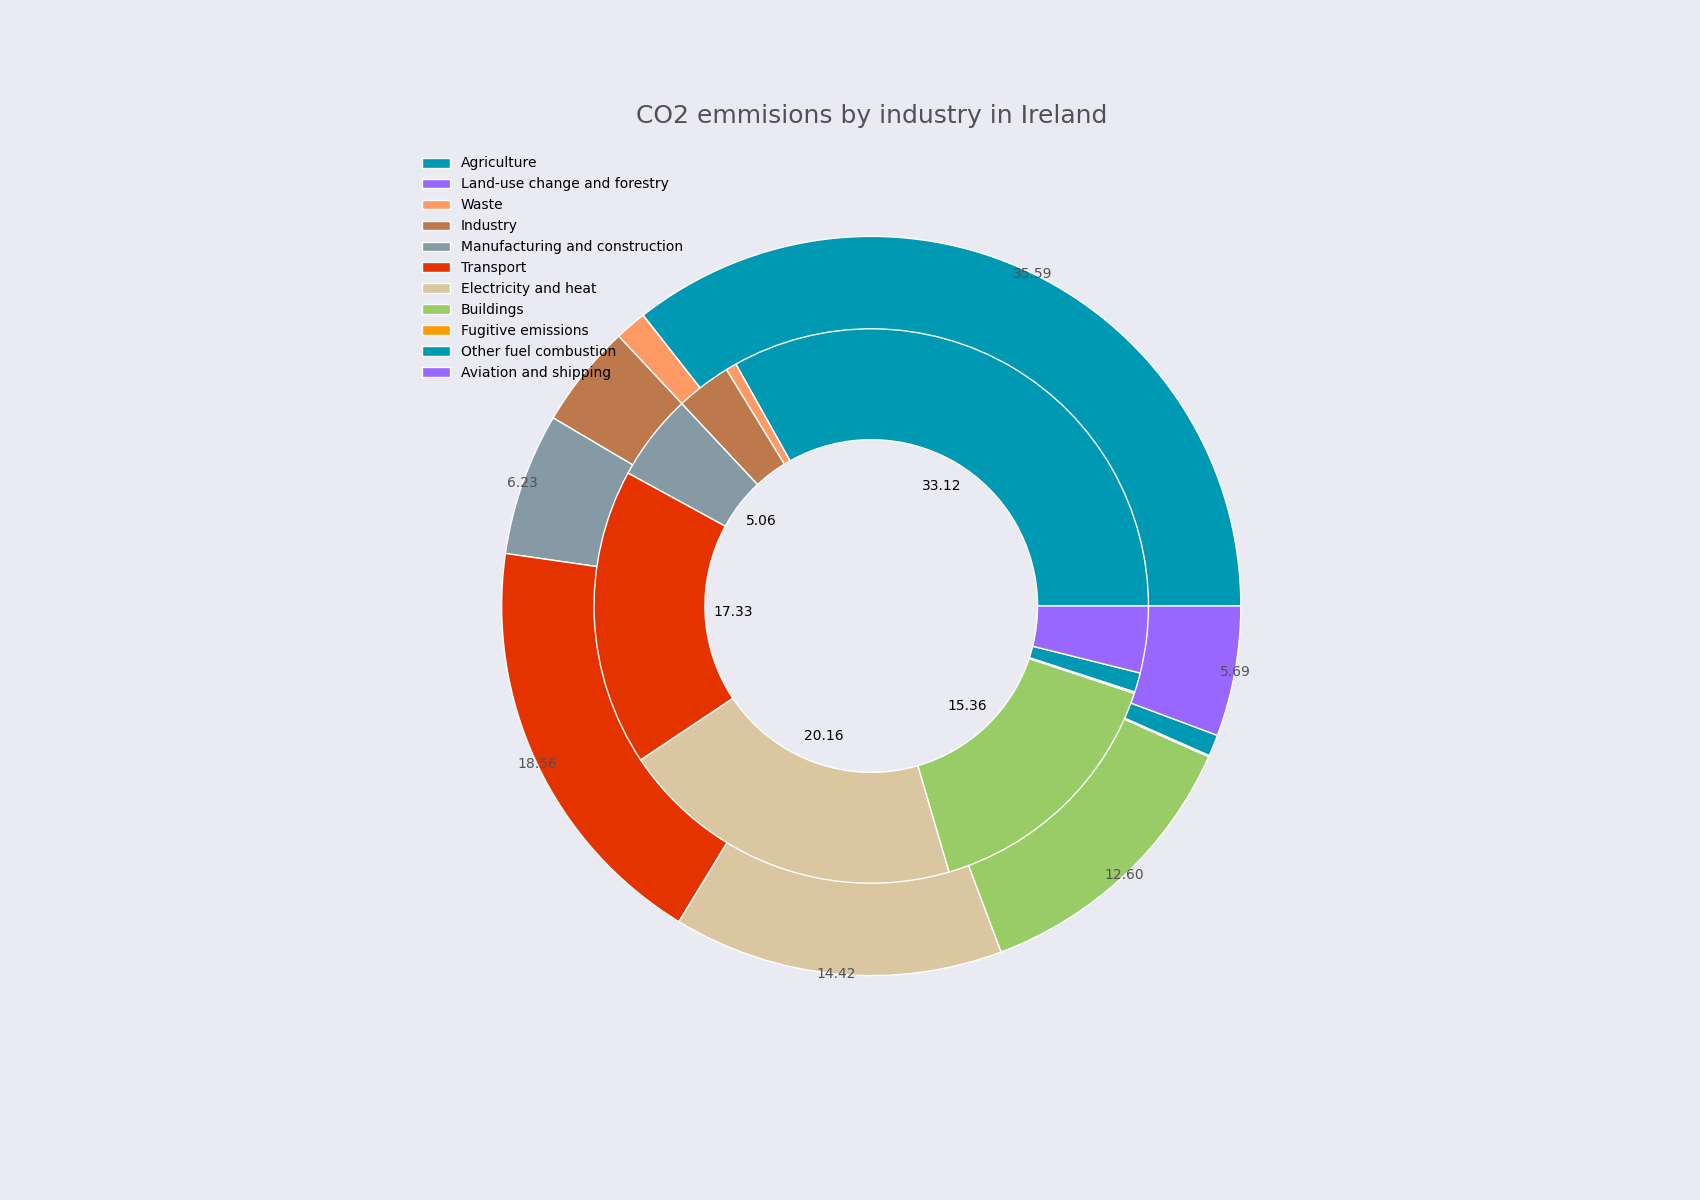 CO2 emmisions by industry in Ireland
Agriculture
Land-use change and forestry
Waste
Industry
Manufacturing and construction
Transport
Electricity and heat
Buildings
Fugitive emissions
Other fuel combustion
Aviation and shipping
35.59
6.23
33.12
5.06
17.33
5.69
15.36
20.16
18.56
12.60
14.42